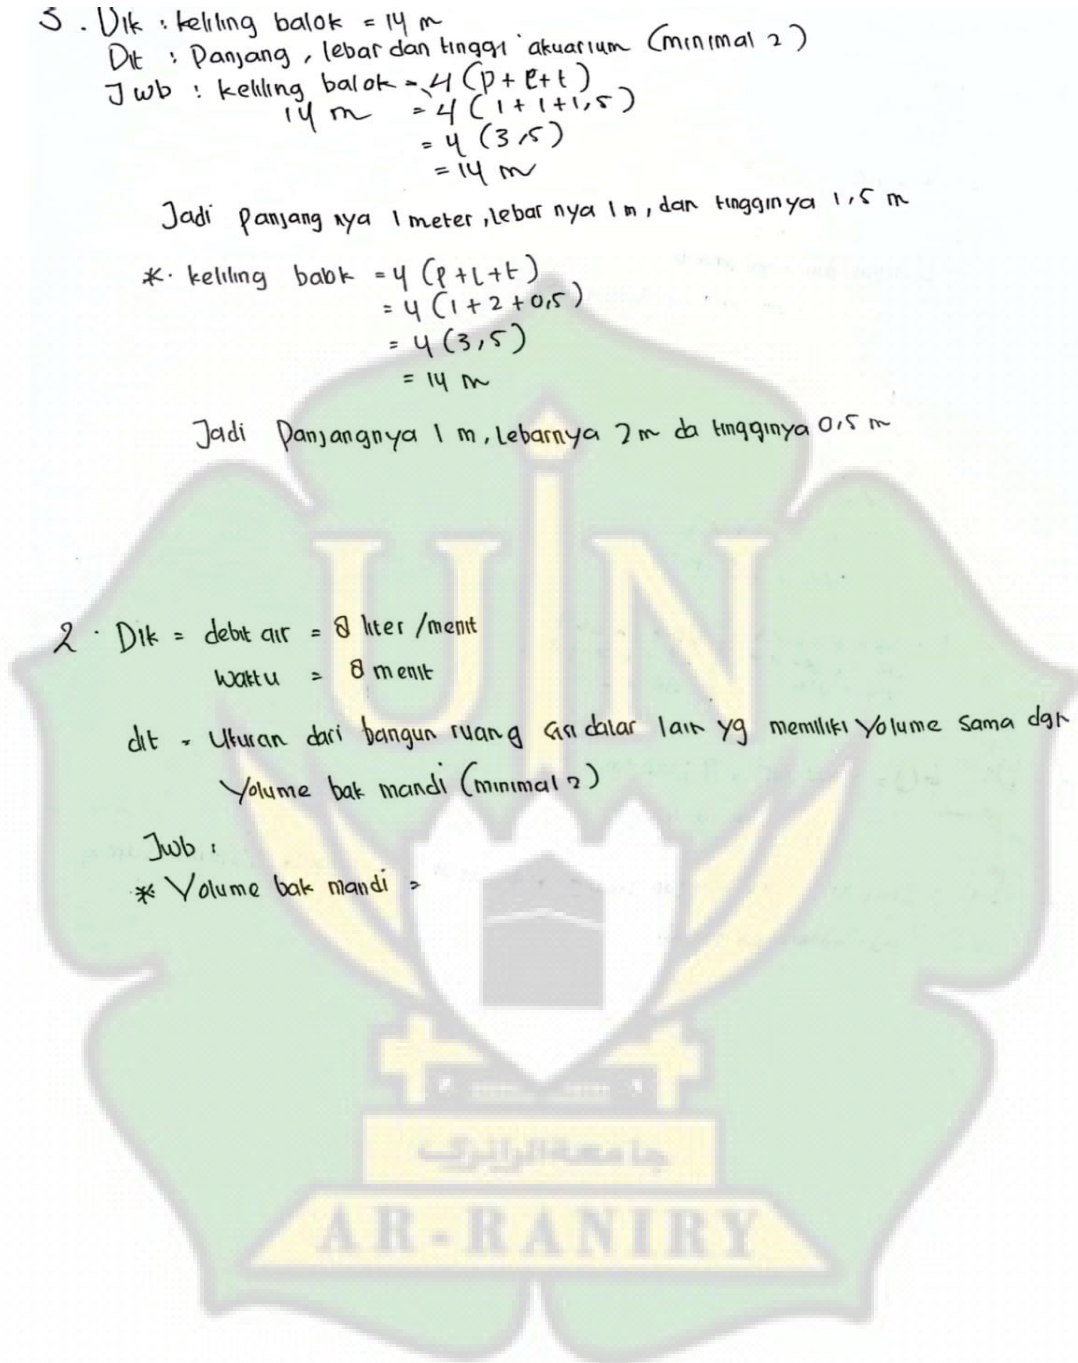 3. Dik : keliling balok = 14 m
Dit : Panjang, lebar dan tinggi akuarium (minimal 2)
Jwb : keliling balok = 4 (p + l + t)
14 m = 4 (1 + 1 + 1,5)
= 4 (3,5)
= 14 m
Jadi panjang nya 1 meter, lebar nya 1 m, dan tingginya 1,5 m
*. keliling balok = 4 (p + l + t)
= 4 (1 + 2 + 0,5)
= 4 (3,5)
= 14 m
Jadi Panjangnya 1 m, Lebarnya 2 m da tingginya 0,5 m
2. Dik = debit air = 8 liter /menit
Waktu = 8 menit
dit = Ukuran dari bangun ruang sisi datar lain yg memiliki Volume sama dgn
Volume bak mandi (minimal 2)
Jwb :
* Volume bak mandi =
UIN
جامعة الرانري
AR-RANIRY